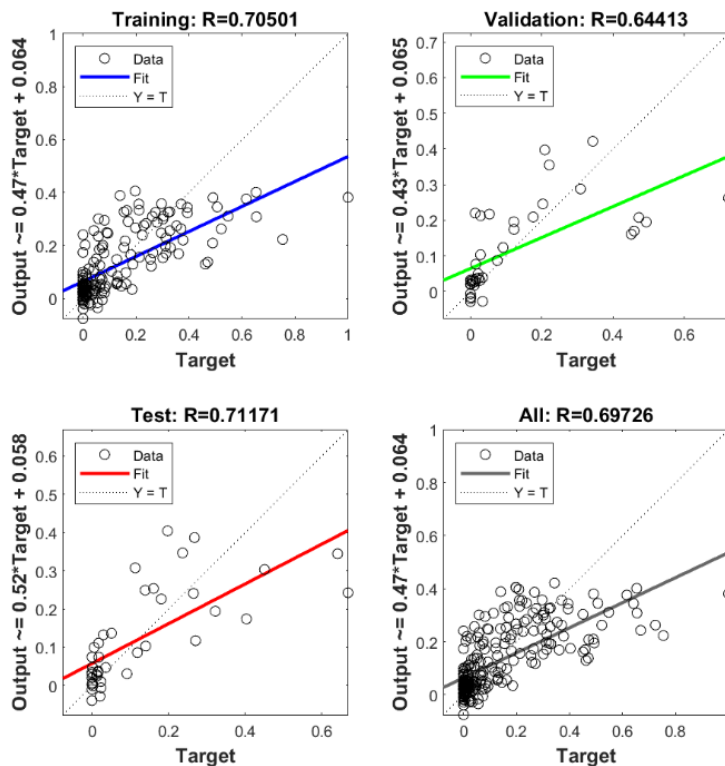 Training: R=0.70501
Output ~= 0.47*Target + 0.064
1
0.8
0.6
0.4
0.2
0
Data
Fit
Y = T
0
0.2
0.4
0.6
0.8
1
Target
Validation: R=0.64413
Output ~= 0.43*Target + 0.065
0.7
0.6
0.5
0.4
0.3
0.2
0.1
0
Data
Fit
Y = T
0
0.2
0.4
0.6
Target
Test: R=0.71171
Output ~= 0.52*Target + 0.058
0.6
0.5
0.4
0.3
0.2
0.1
0
Data
Fit
Y = T
0
0.2
0.4
0.6
Target
All: R=0.69726
Output ~= 0.47*Target + 0.064
1
0.8
0.6
0.4
0.2
0
Data
Fit
Y = T
0
0.2
0.4
0.6
0.8
Target